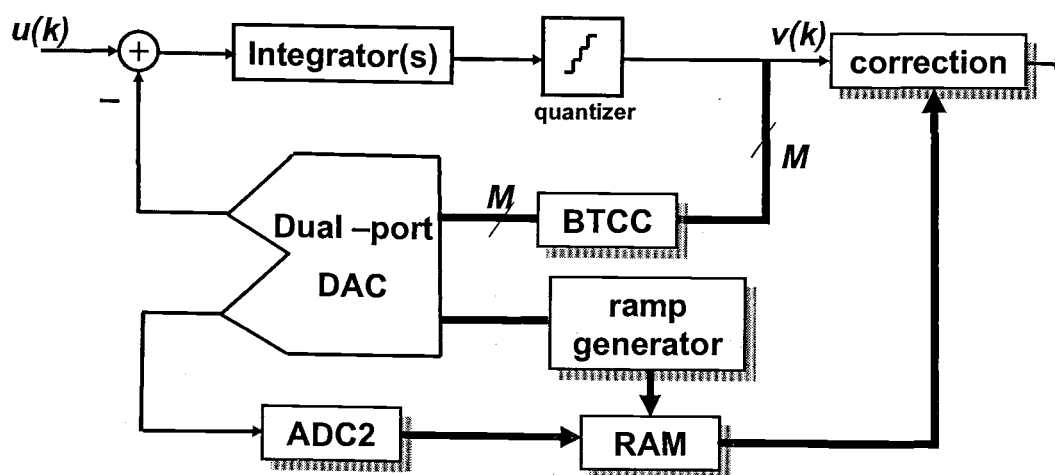 u(k)
+
−
Integrator(s)
quantizer
v(k)
correction
M
M
BTCC
Dual –port
DAC
ramp
generator
ADC2
RAM